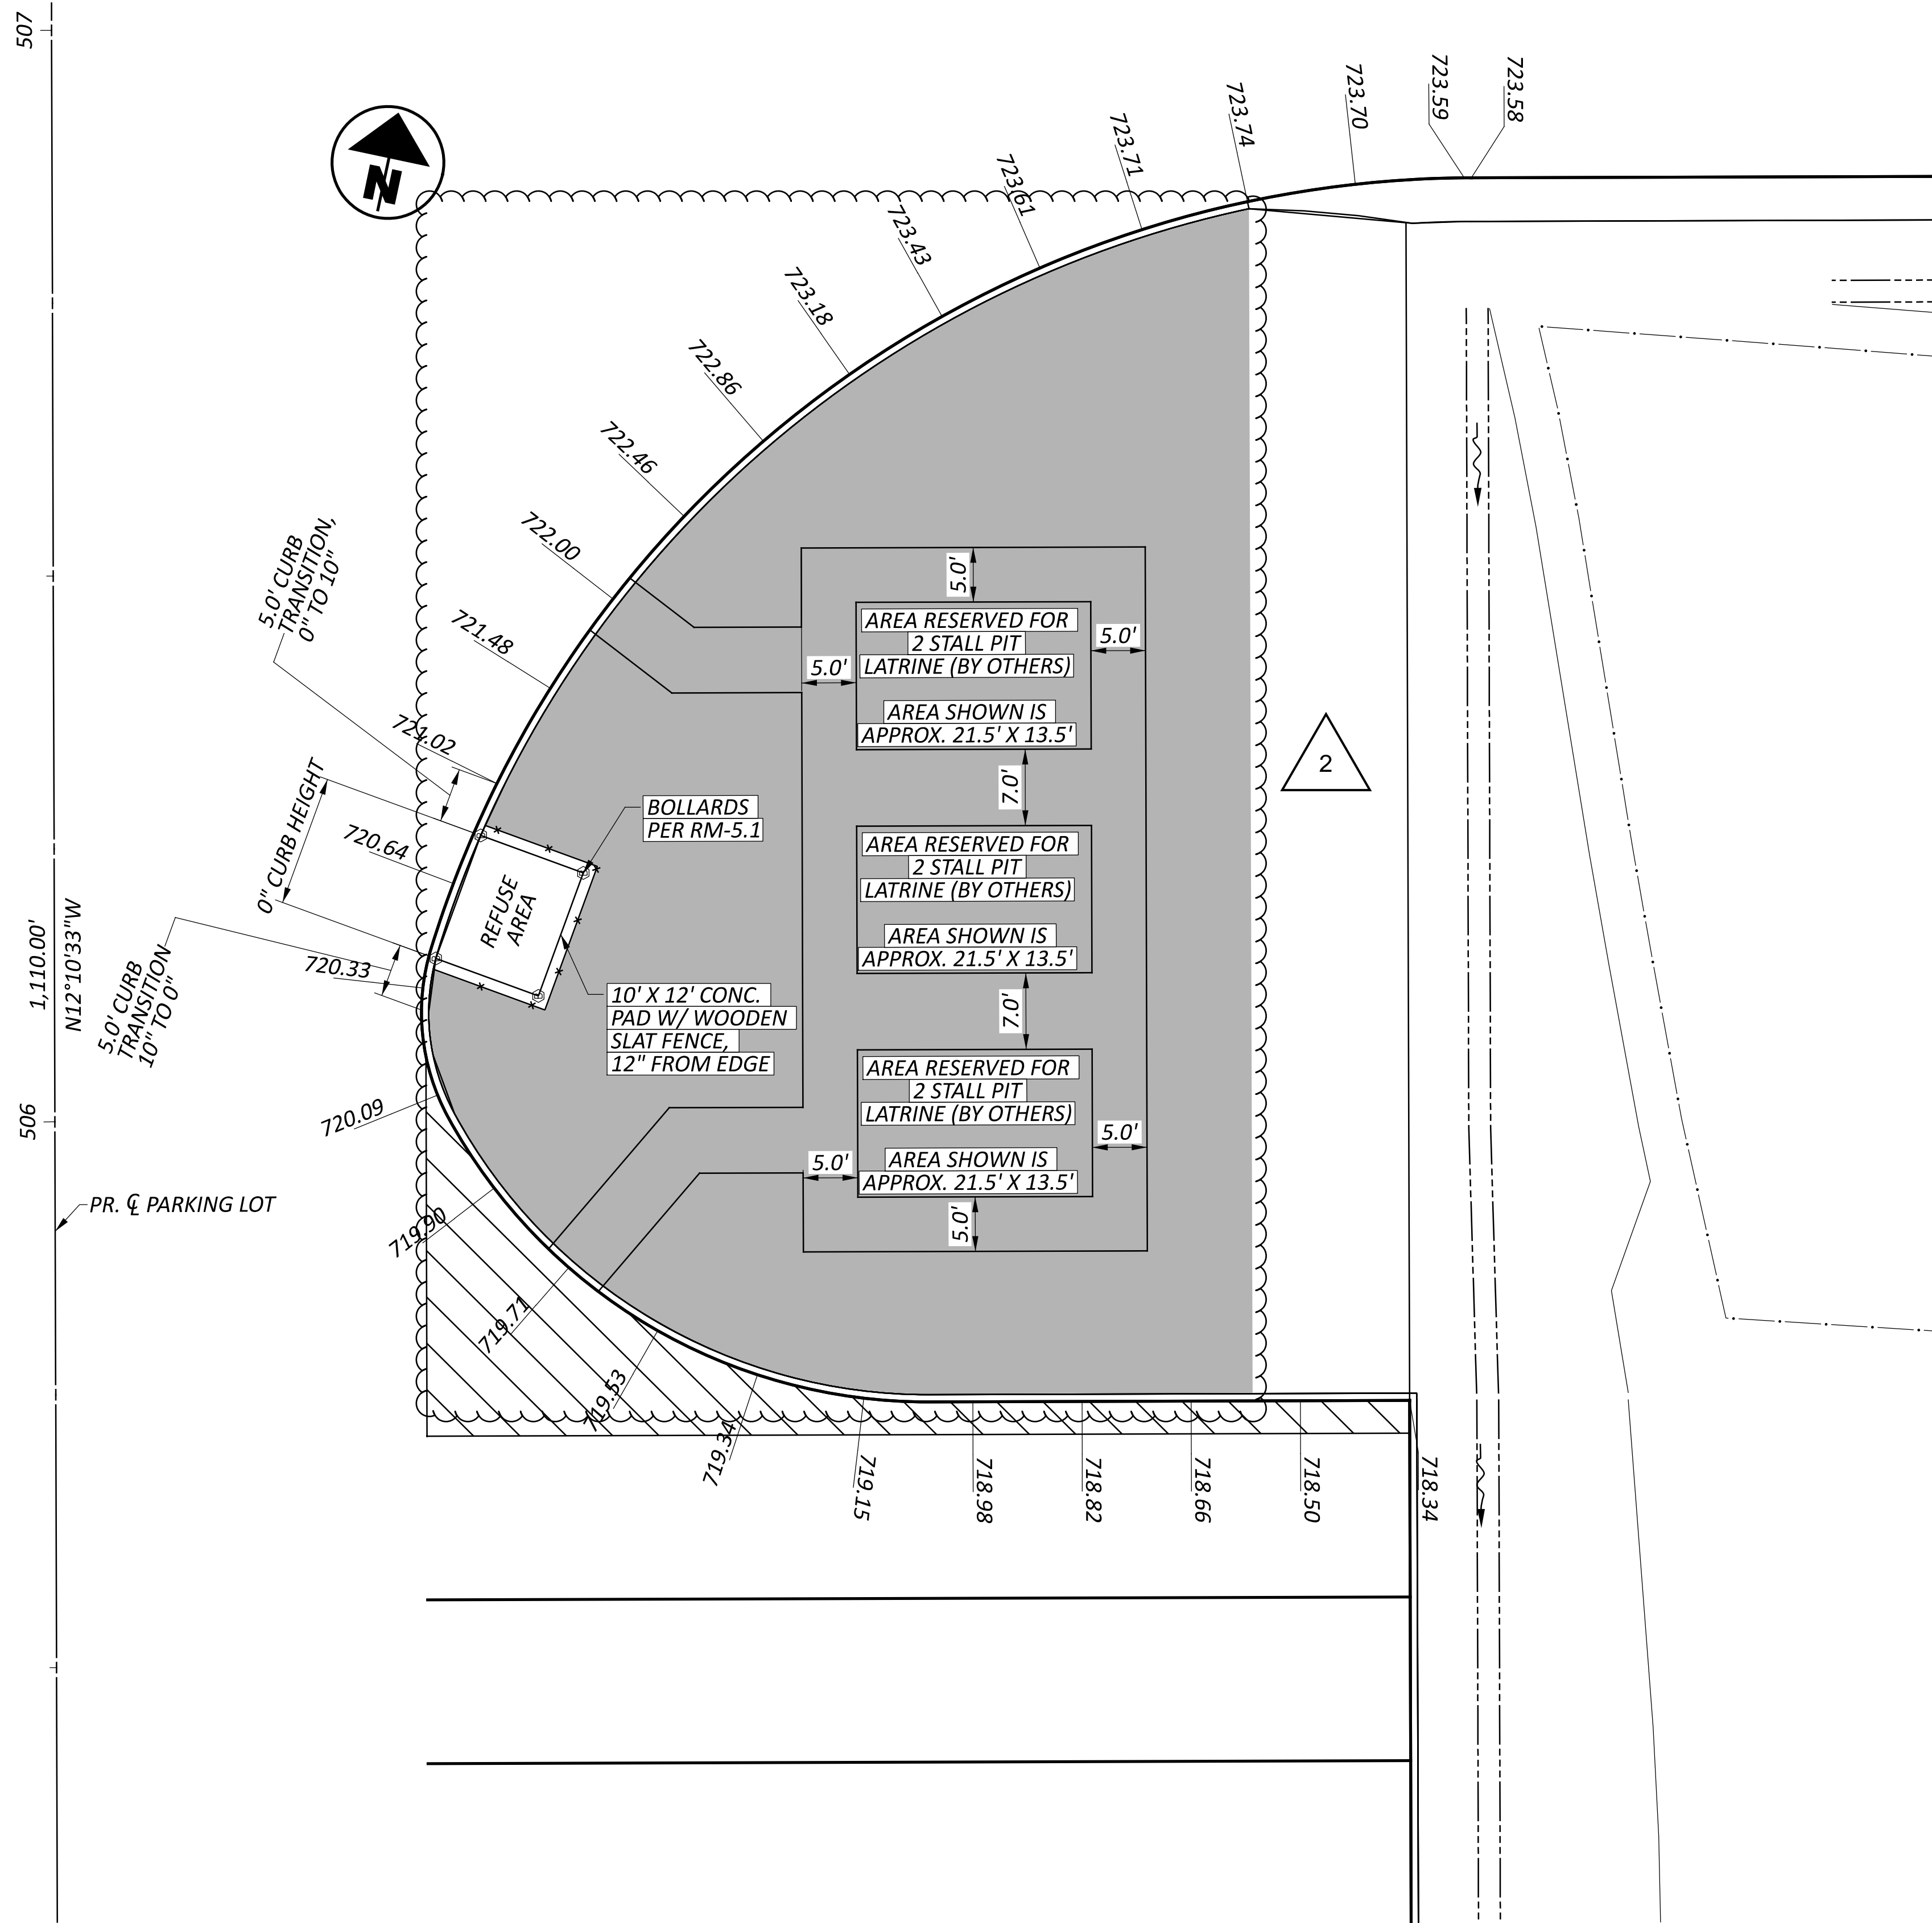 507
N
723.74
723.70
723.59
723.58
723.71
723.61
723.43
723.18
722.86
722.46
722.00
721.48
721.02
720.64
720.33
720.09
719.90
719.71
719.53
719.34
719.15
718.98
718.82
718.66
718.50
718.34
5.0' CURB
TRANSITION,
0" TO 10"
0" CURB HEIGHT
5.0' CURB
TRANSITION
10" TO 0"
1,110.00'
N12°10'33"W
506
PR. ℄ PARKING LOT
REFUSE
AREA
BOLLARDS
PER RM-5.1
10' X 12' CONC.
PAD W/ WOODEN
SLAT FENCE,
12" FROM EDGE
5.0'
AREA RESERVED FOR
2 STALL PIT
LATRINE (BY OTHERS)
AREA SHOWN IS
APPROX. 21.5' X 13.5'
5.0'
5.0'
7.0'
AREA RESERVED FOR
2 STALL PIT
LATRINE (BY OTHERS)
AREA SHOWN IS
APPROX. 21.5' X 13.5'
7.0'
AREA RESERVED FOR
2 STALL PIT
LATRINE (BY OTHERS)
AREA SHOWN IS
APPROX. 21.5' X 13.5'
5.0'
5.0'
5.0'
2